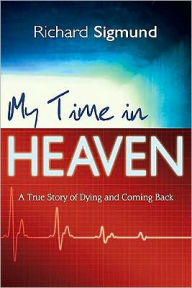 Richard Sigmund
My Time in
HEAVEN
A True Story of Dying and Coming Back